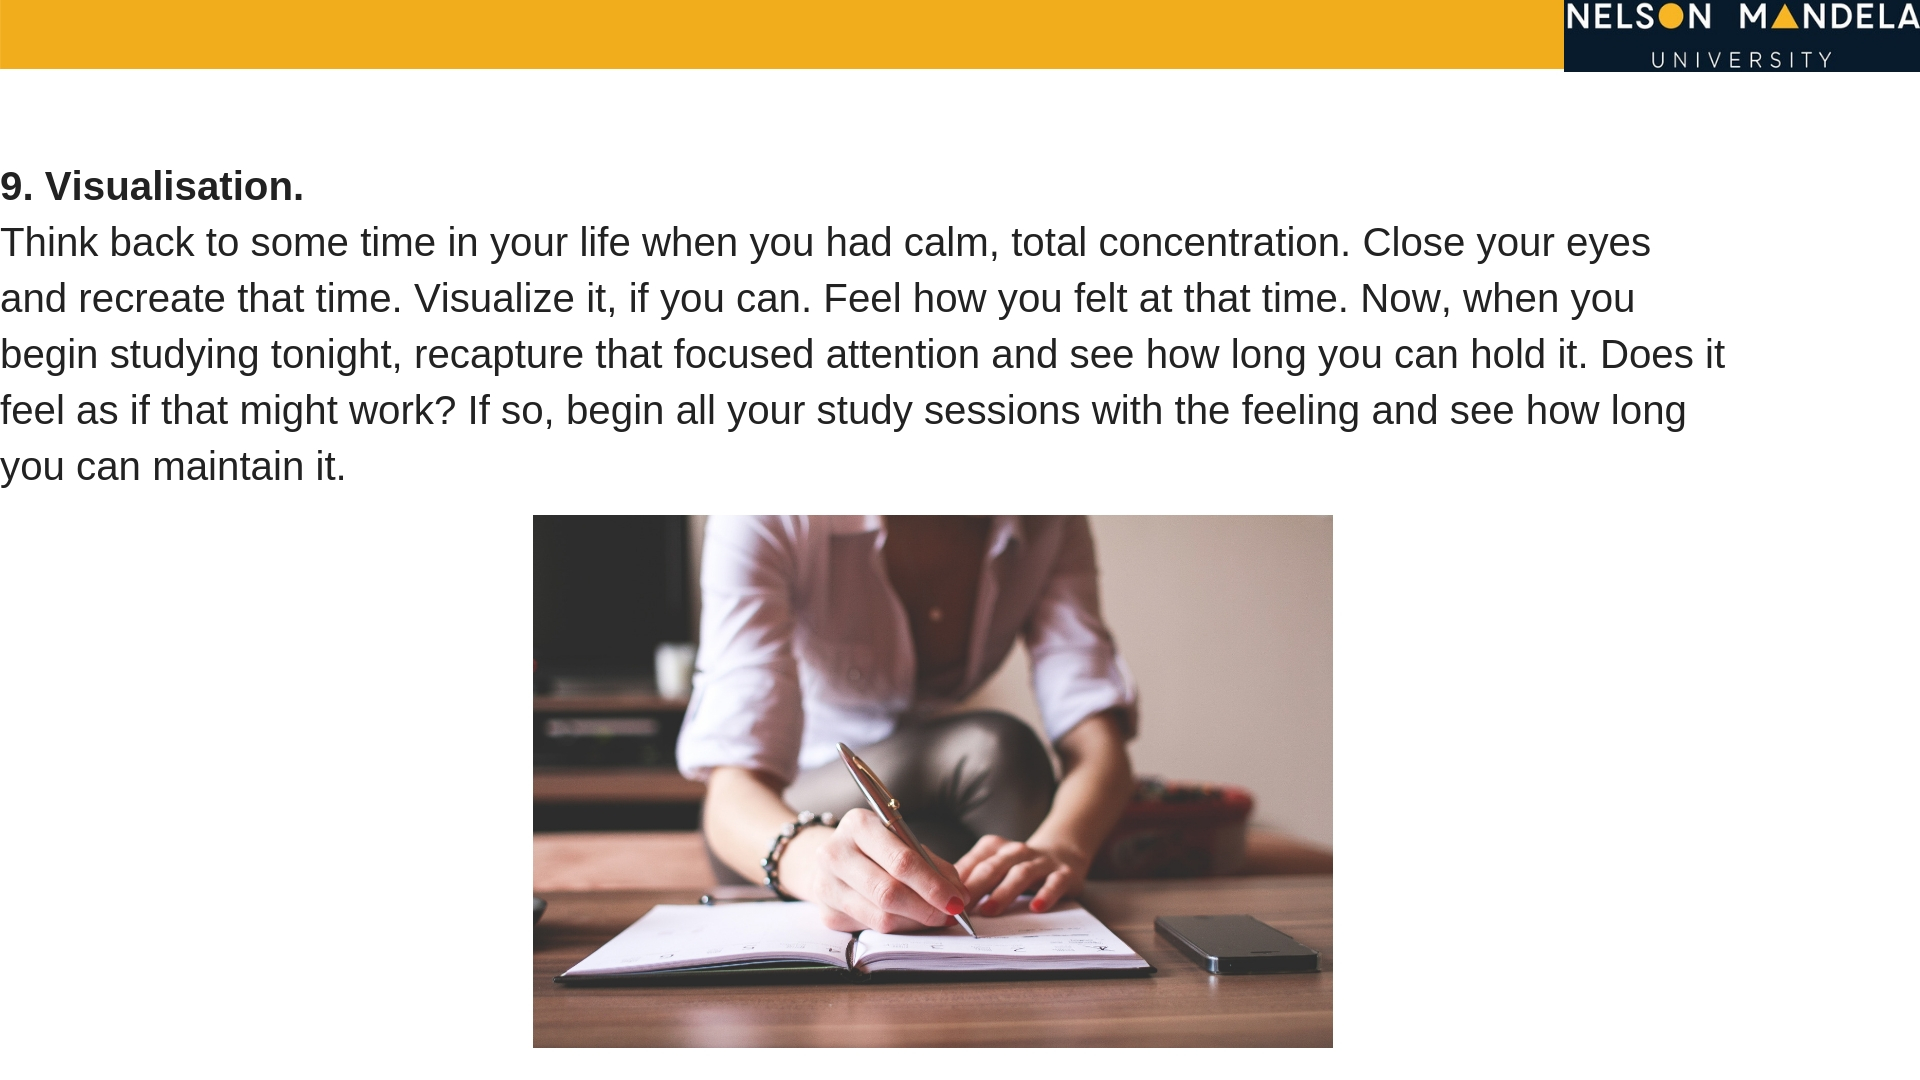 NELSON MANDELA
UNIVERSITY
9. Visualisation.
Think back to some time in your life when you had calm, total concentration. Close your eyes
and recreate that time. Visualize it, if you can. Feel how you felt at that time. Now, when you
begin studying tonight, recapture that focused attention and see how long you can hold it. Does it
feel as if that might work? If so, begin all your study sessions with the feeling and see how long
you can maintain it.